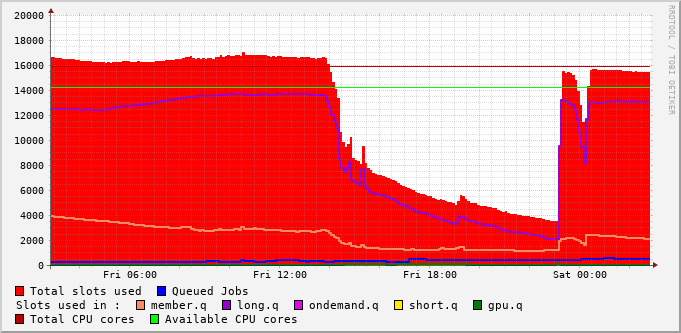 RRDTOOL / TOBI OETIKER
20000
18000
16000
14000
12000
10000
8000
6000
4000
2000
0
Fri 06:00 Fri 12:00 Fri 18:00 Sat 00:00
Total slots used Queued Jobs
Slots used in : member.q long.q ondemand.q short.q gpu.q
Total CPU cores Available CPU cores